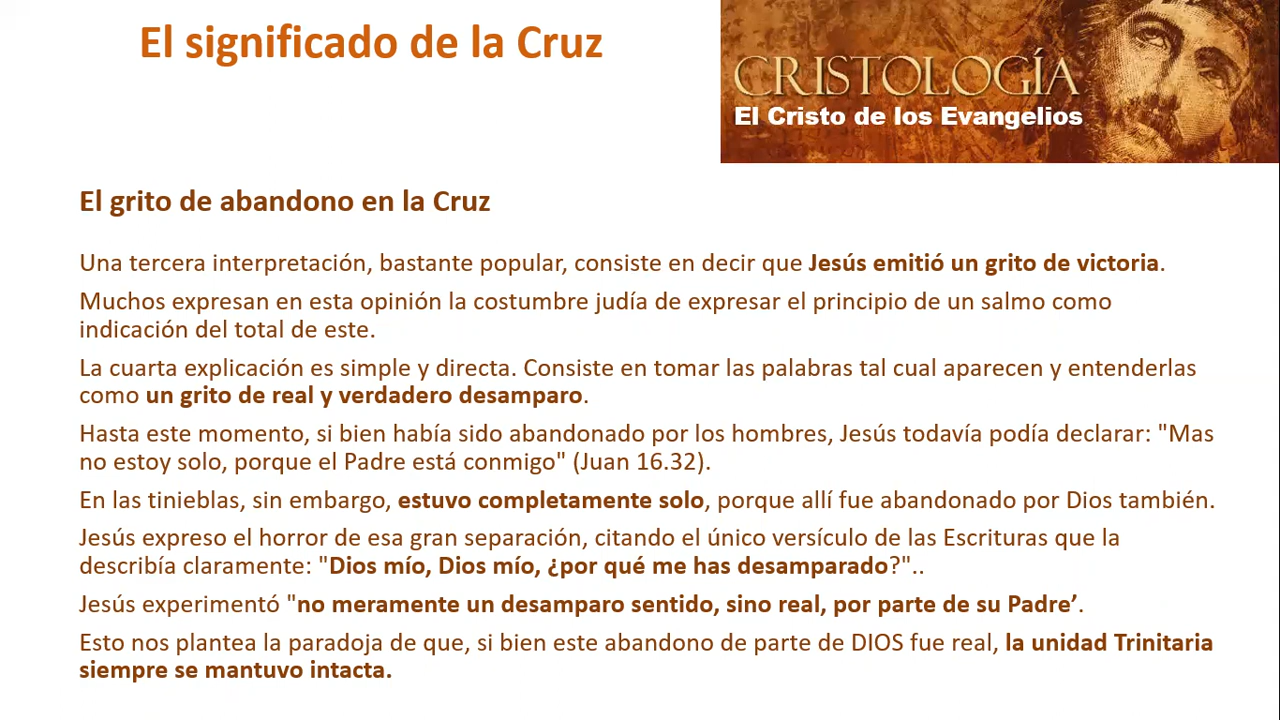 El significado de la Cruz
CRISTOLOGÍA
El Cristo de los Evangelios
El grito de abandono en la Cruz
Una tercera interpretación, bastante popular, consiste en decir que Jesús emitió un grito de victoria.
Muchos expresan en esta opinión la costumbre judía de expresar el principio de un salmo como
indicación del total de este.
La cuarta explicación es simple y directa. Consiste en tomar las palabras tal cual aparecen y entenderlas
como un grito de real y verdadero desamparo.
Hasta este momento, si bien había sido abandonado por los hombres, Jesús todavía podía declarar: "Mas
no estoy solo, porque el Padre está conmigo" (Juan 16.32).
En las tinieblas, sin embargo, estuvo completamente solo, porque allí fue abandonado por Dios también.
Jesús expreso el horror de esa gran separación, citando el único versículo de las Escrituras que la
describía claramente: "Dios mío, Dios mío, ¿por qué me has desamparado?"..
Jesús experimentó "no meramente un desamparo sentido, sino real, por parte de su Padre’.
Esto nos plantea la paradoja de que, si bien este abandono de parte de DIOS fue real, la unidad Trinitaria
siempre se mantuvo intacta.